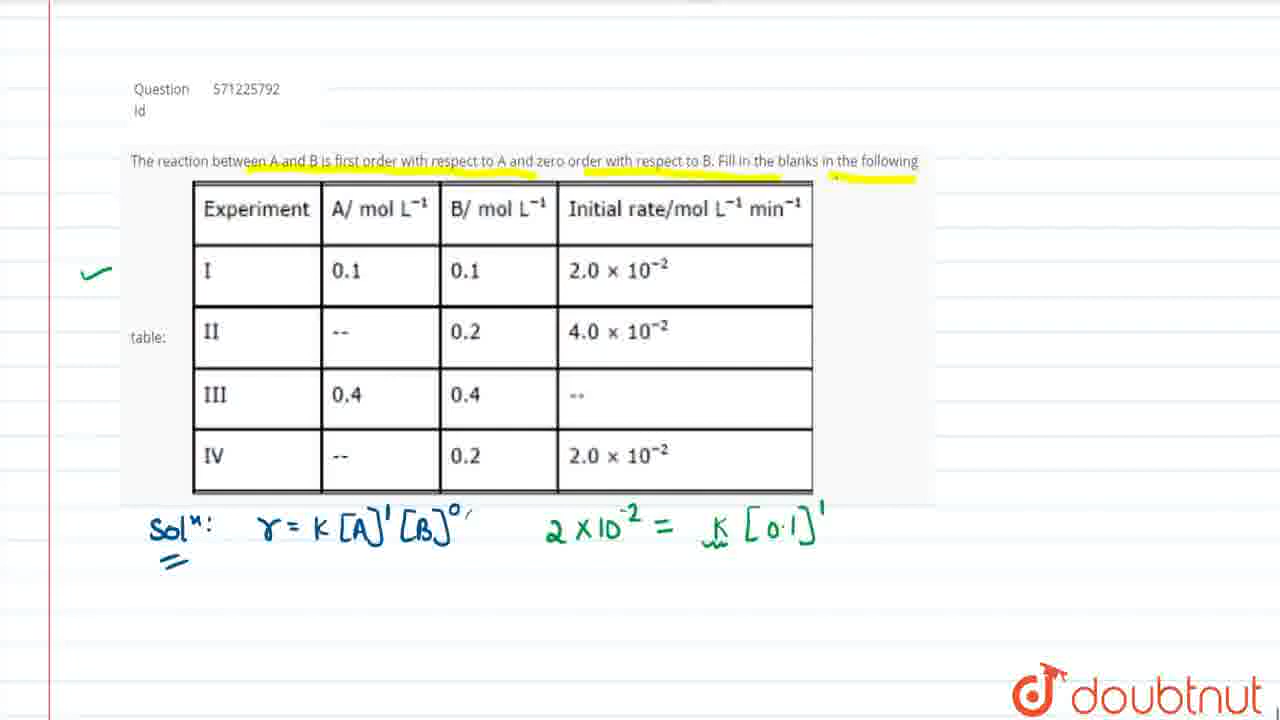 Question 571225792
Id
The reaction between A and B is first order with respect to A and zero order with respect to B. Fill in the blanks in the following
table:
Experiment A/ mol L⁻¹ B/ mol L⁻¹ Initial rate/mol L⁻¹ min⁻¹
I 0.1 0.1 2.0 × 10⁻²
II -- 0.2 4.0 × 10⁻²
III 0.4 0.4 --
IV -- 0.2 2.0 × 10⁻²
Solⁿ: r = K [A]¹ [B]⁰ 2 × 10⁻² = K [0.1]¹
doubtnut